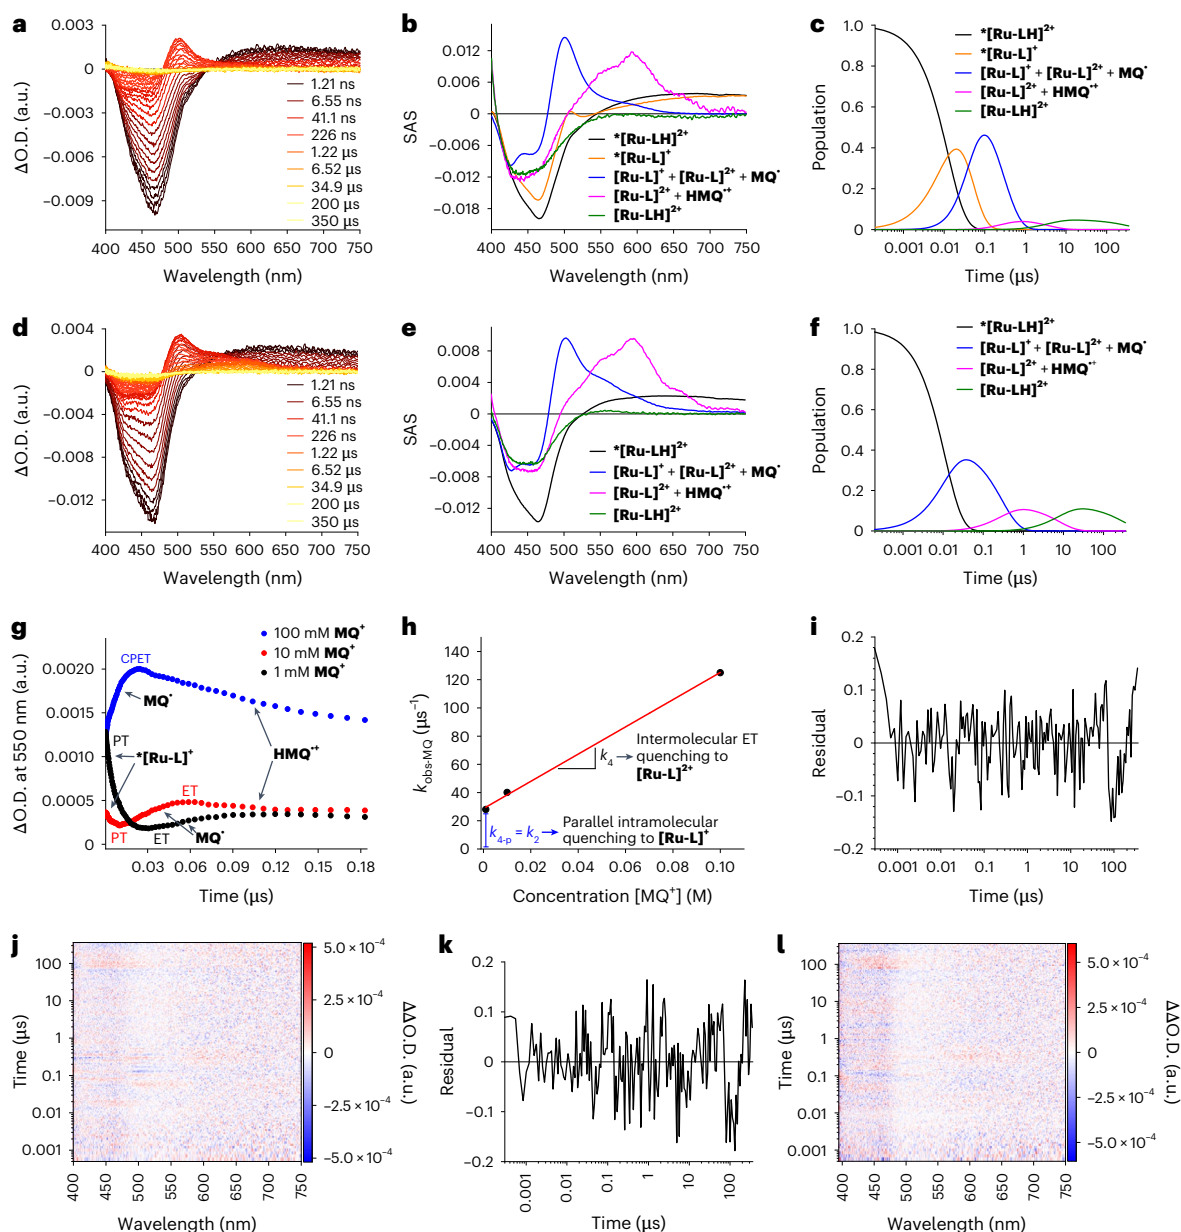 a
0.003
0
−0.003
−0.006
−0.009
ΔO.D. (a.u.)
1.21 ns
6.55 ns
41.1 ns
226 ns
1.22 µs
6.52 µs
34.9 µs
200 µs
350 µs
400 450 500 550 600 650 700 750
Wavelength (nm)
b
0.012
0.006
0
−0.006
−0.012
−0.018
SAS
*[Ru-LH]²⁺
*[Ru-L]⁺
[Ru-L]⁺ + [Ru-L]²⁺ + MQ•
[Ru-L]²⁺ + HMQ•⁺
[Ru-LH]²⁺
400 450 500 550 600 650 700 750
Wavelength (nm)
c
1.0
0.8
0.6
0.4
0.2
0
Population
*[Ru-LH]²⁺
*[Ru-L]⁺
[Ru-L]⁺ + [Ru-L]²⁺ + MQ•
[Ru-L]²⁺ + HMQ•⁺
[Ru-LH]²⁺
0.001 0.01 0.1 1 10 100
Time (µs)
d
0.004
0
−0.004
−0.008
−0.012
ΔO.D. (a.u.)
1.21 ns
6.55 ns
41.1 ns
226 ns
1.22 µs
6.52 µs
34.9 µs
200 µs
350 µs
400 450 500 550 600 650 700 750
Wavelength (nm)
e
0.008
0.004
0
−0.004
−0.008
−0.012
SAS
*[Ru-LH]²⁺
[Ru-L]⁺ + [Ru-L]²⁺ + MQ•
[Ru-L]²⁺ + HMQ•⁺
[Ru-LH]²⁺
400 450 500 550 600 650 700 750
Wavelength (nm)
f
1.0
0.8
0.6
0.4
0.2
0
Population
*[Ru-LH]²⁺
[Ru-L]⁺ + [Ru-L]²⁺ + MQ•
[Ru-L]²⁺ + HMQ•⁺
[Ru-LH]²⁺
0.001 0.01 0.1 1 10 100
Time (µs)
g
0.0020
0.0015
0.0010
0.0005
0
ΔO.D. at 550 nm (a.u.)
100 mM MQ⁺
10 mM MQ⁺
1 mM MQ⁺
CPET
MQ•
PT
*[Ru-L]⁺
HMQ•⁺
ET
MQ•
PT
ET
0.03 0.06 0.09 0.12 0.15 0.18
Time (µs)
h
140
120
100
80
60
40
20
0
k obs-MQ (µs⁻¹)
k₄
Intermolecular ET
quenching to
[Ru-L]²⁺
k₄₋ₚ = k₂
Parallel intramolecular
quenching to [Ru-L]⁺
0 0.02 0.04 0.06 0.08 0.10
Concentration [MQ⁺] (M)
i
0.2
0.1
0
−0.1
−0.2
Residual
0.001 0.01 0.1 1 10 100
Time (µs)
j
100
10
1
0.1
0.01
0.001
Time (µs)
400 450 500 550 600 650 700 750
Wavelength (nm)
5.0 × 10⁻⁴
2.5 × 10⁻⁴
0
−2.5 × 10⁻⁴
−5.0 × 10⁻⁴
ΔΔO.D. (a.u.)
k
0.2
0.1
0
−0.1
−0.2
Residual
0.001 0.01 0.1 1 10 100
Time (µs)
l
100
10
1
0.1
0.01
0.001
Time (µs)
400 450 500 550 600 650 700 750
Wavelength (nm)
5.0 × 10⁻⁴
2.5 × 10⁻⁴
0
−2.5 × 10⁻⁴
−5.0 × 10⁻⁴
ΔΔO.D. (a.u.)